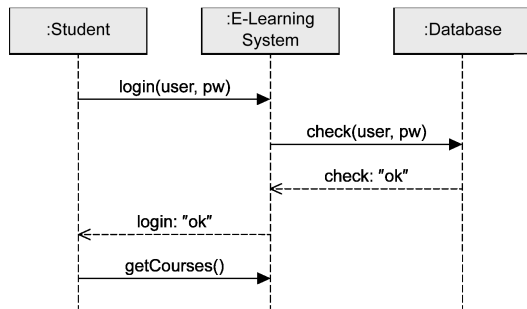 :Student
:E-Learning
System
:Database
login(user, pw)
check(user, pw)
check: "ok"
login: "ok"
getCourses()